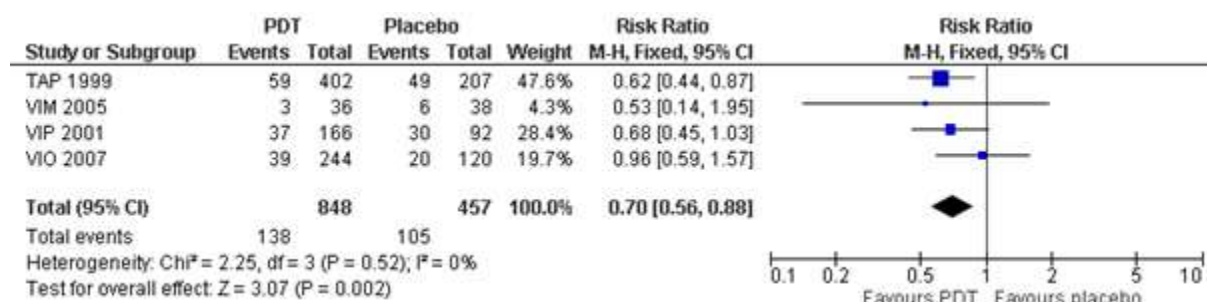 PDT Placebo Risk Ratio Risk Ratio
Study or Subgroup Events Total Events Total Weight M-H, Fixed, 95% CI M-H, Fixed, 95% CI
TAP 1999 59 402 49 207 47.6% 0.62 [0.44, 0.87]
VIM 2005 3 36 6 38 4.3% 0.53 [0.14, 1.95]
VIP 2001 37 166 30 92 28.4% 0.68 [0.45, 1.03]
VIO 2007 39 244 20 120 19.7% 0.96 [0.59, 1.57]
Total (95% CI) 848 457 100.0% 0.70 [0.56, 0.88]
Total events 138 105
Heterogeneity: Chi² = 2.25, df = 3 (P = 0.52); I² = 0%
Test for overall effect: Z = 3.07 (P = 0.002)
0.1 0.2 0.5 1 2 5 10
Favours PDT Favours placebo